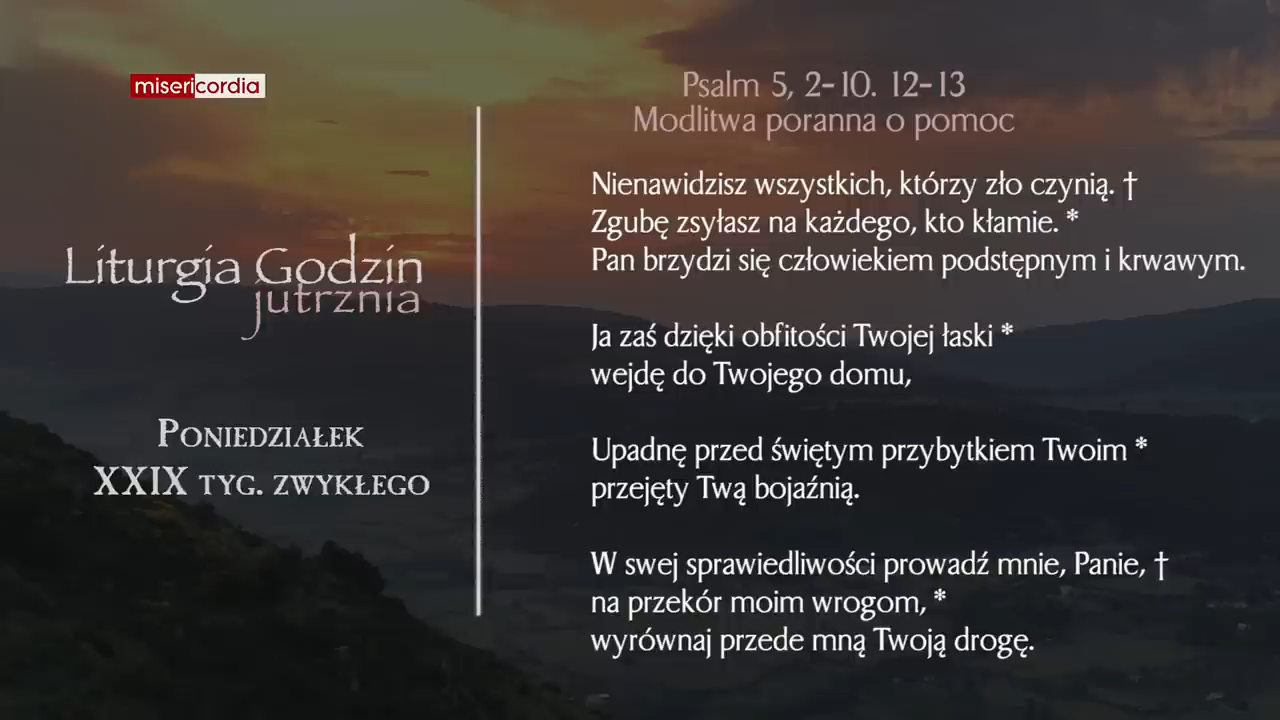 misericordia
Liturgia Godzin
jutrznia
Poniedziałek
XXIX tyg. zwykłego
Psalm 5, 2-10. 12-13
Modlitwa poranna o pomoc
Nienawidzisz wszystkich, którzy zło czynią. †
Zgubę zsyłasz na każdego, kto kłamie. *
Pan brzydzi się człowiekiem podstępnym i krwawym.
Ja zaś dzięki obfitości Twojej łaski *
wejdę do Twojego domu,
Upadnę przed świętym przybytkiem Twoim *
przejęty Twą bojaźnią.
W swej sprawiedliwości prowadź mnie, Panie, †
na przekór moim wrogom, *
wyrównaj przede mną Twoją drogę.